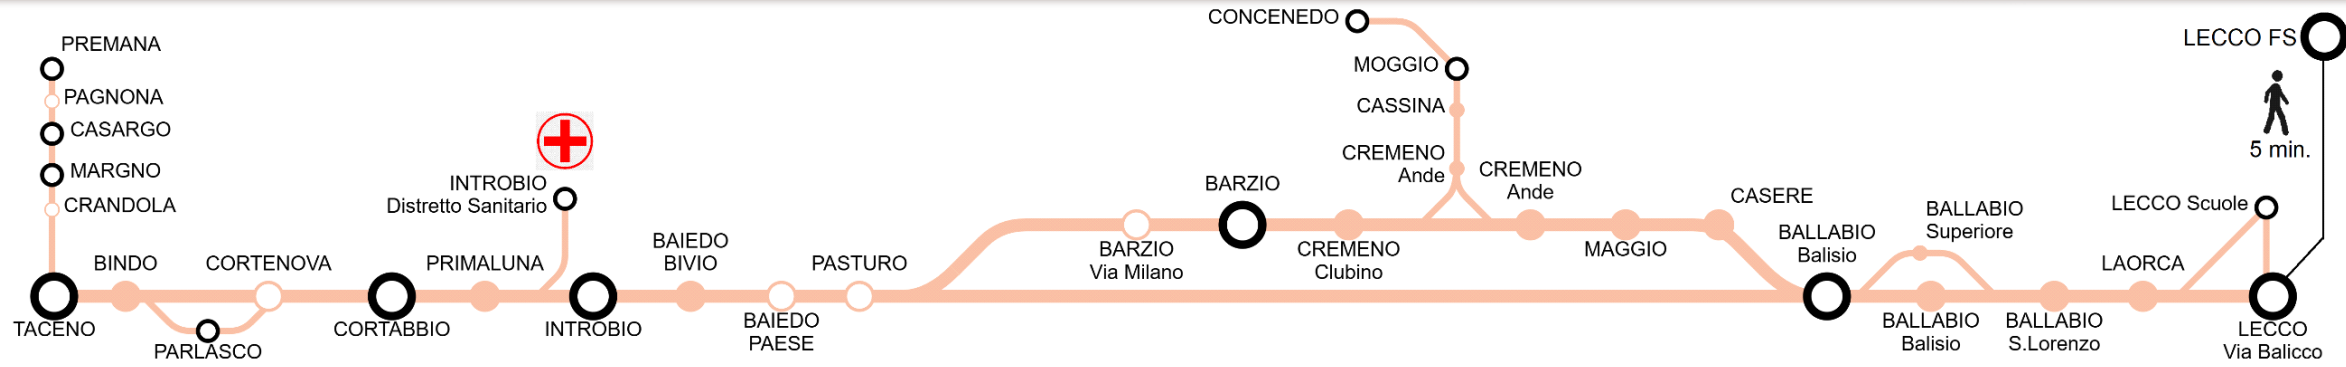 PREMANA
PAGNONA
CASARGO
MARGNO
CRANDOLA
TACENO
BINDO
PARLASCO
CORTENOVA
CORTABBIO
PRIMALUNA
INTROBIO
Distretto Sanitario
INTROBIO
BAIEDO
BIVIO
BAIEDO
PAESE
PASTURO
BARZIO
Via Milano
BARZIO
CREMENO
Clubino
CONCENEDO
MOGGIO
CASSINA
CREMENO
Ande
CREMENO
Ande
MAGGIO
CASERE
BALLABIO
Balisio
BALLABIO
Superiore
BALLABIO
Balisio
BALLABIO
S.Lorenzo
LAORCA
LECCO Scuole
LECCO
Via Balicco
LECCO FS
5 min.